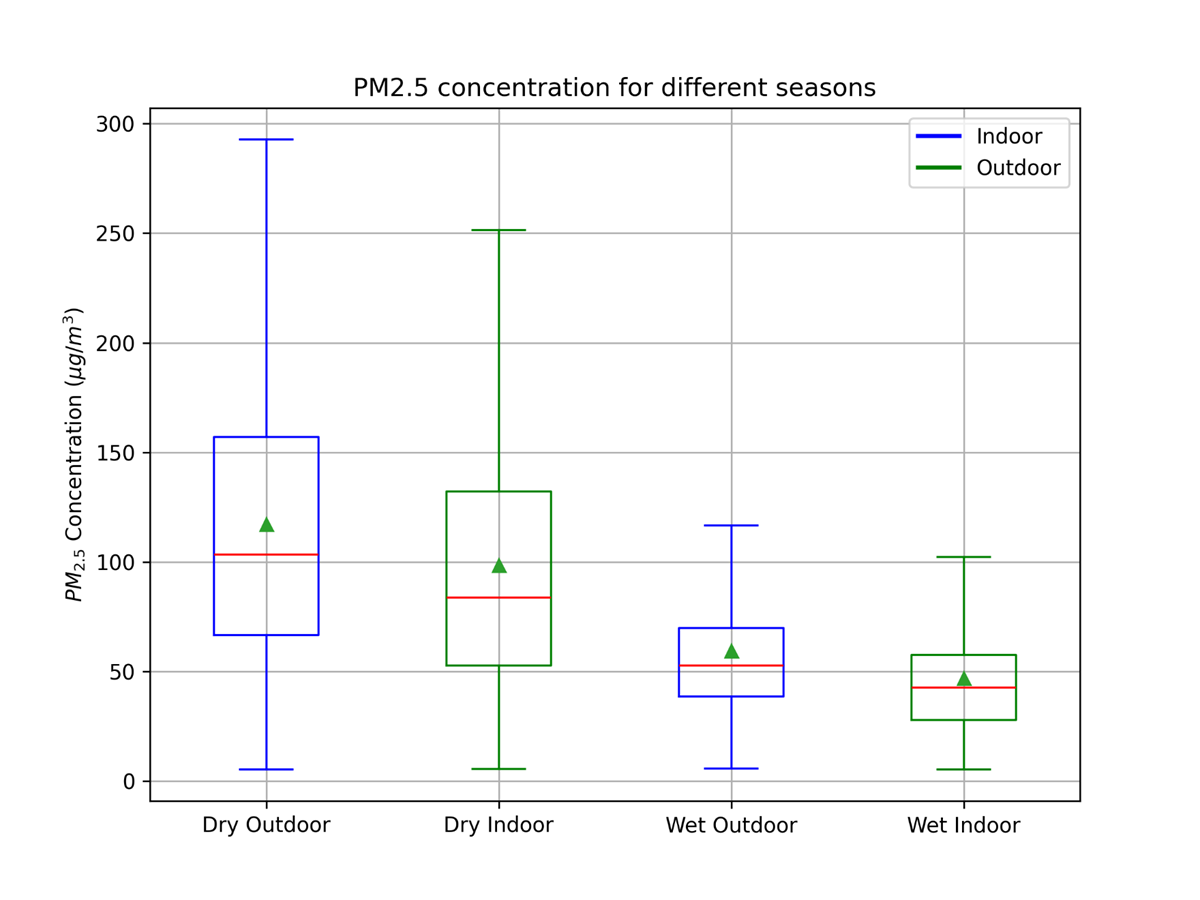 PM2.5 concentration for different seasons
Indoor
Outdoor
300
250
200
150
100
50
0
PM₂.₅ Concentration (μg/m³)
Dry Outdoor
Dry Indoor
Wet Outdoor
Wet Indoor